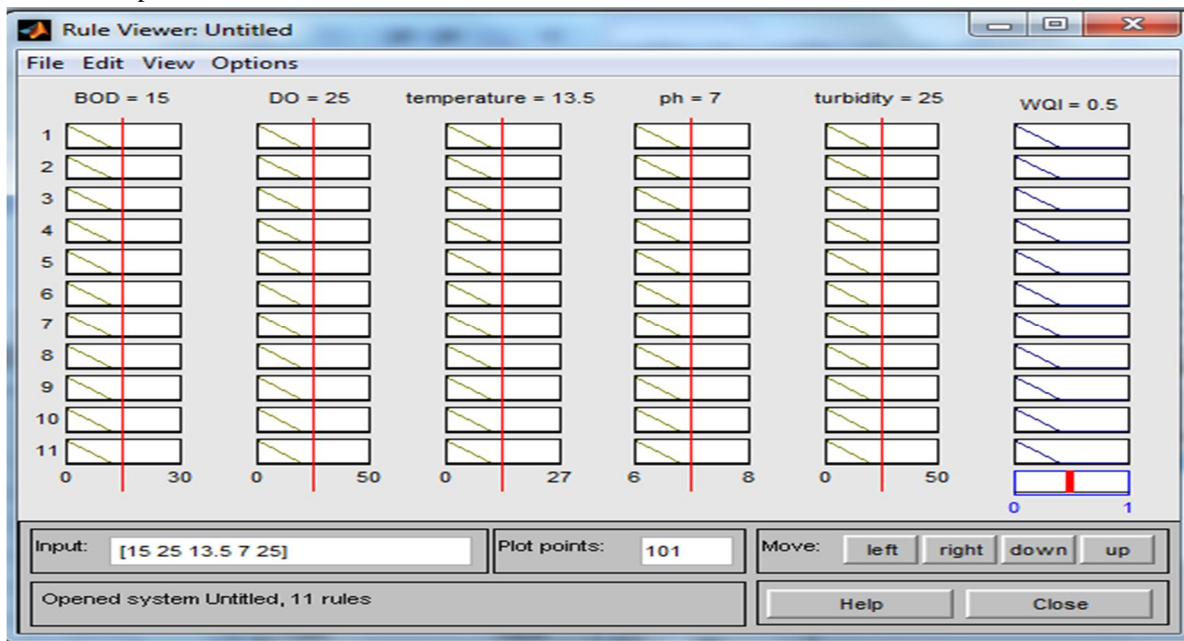 Rule Viewer: Untitled
File Edit View Options
BOD = 15 DO = 25 temperature = 13.5 ph = 7 turbidity = 25 WQI = 0.5
1
2
3
4
5
6
7
8
9
10
11
0 30 0 50 0 27 6 8 0 50
0 1
Input: [15 25 13.5 7 25] Plot points: 101 Move: left right down up
Opened system Untitled, 11 rules Help Close